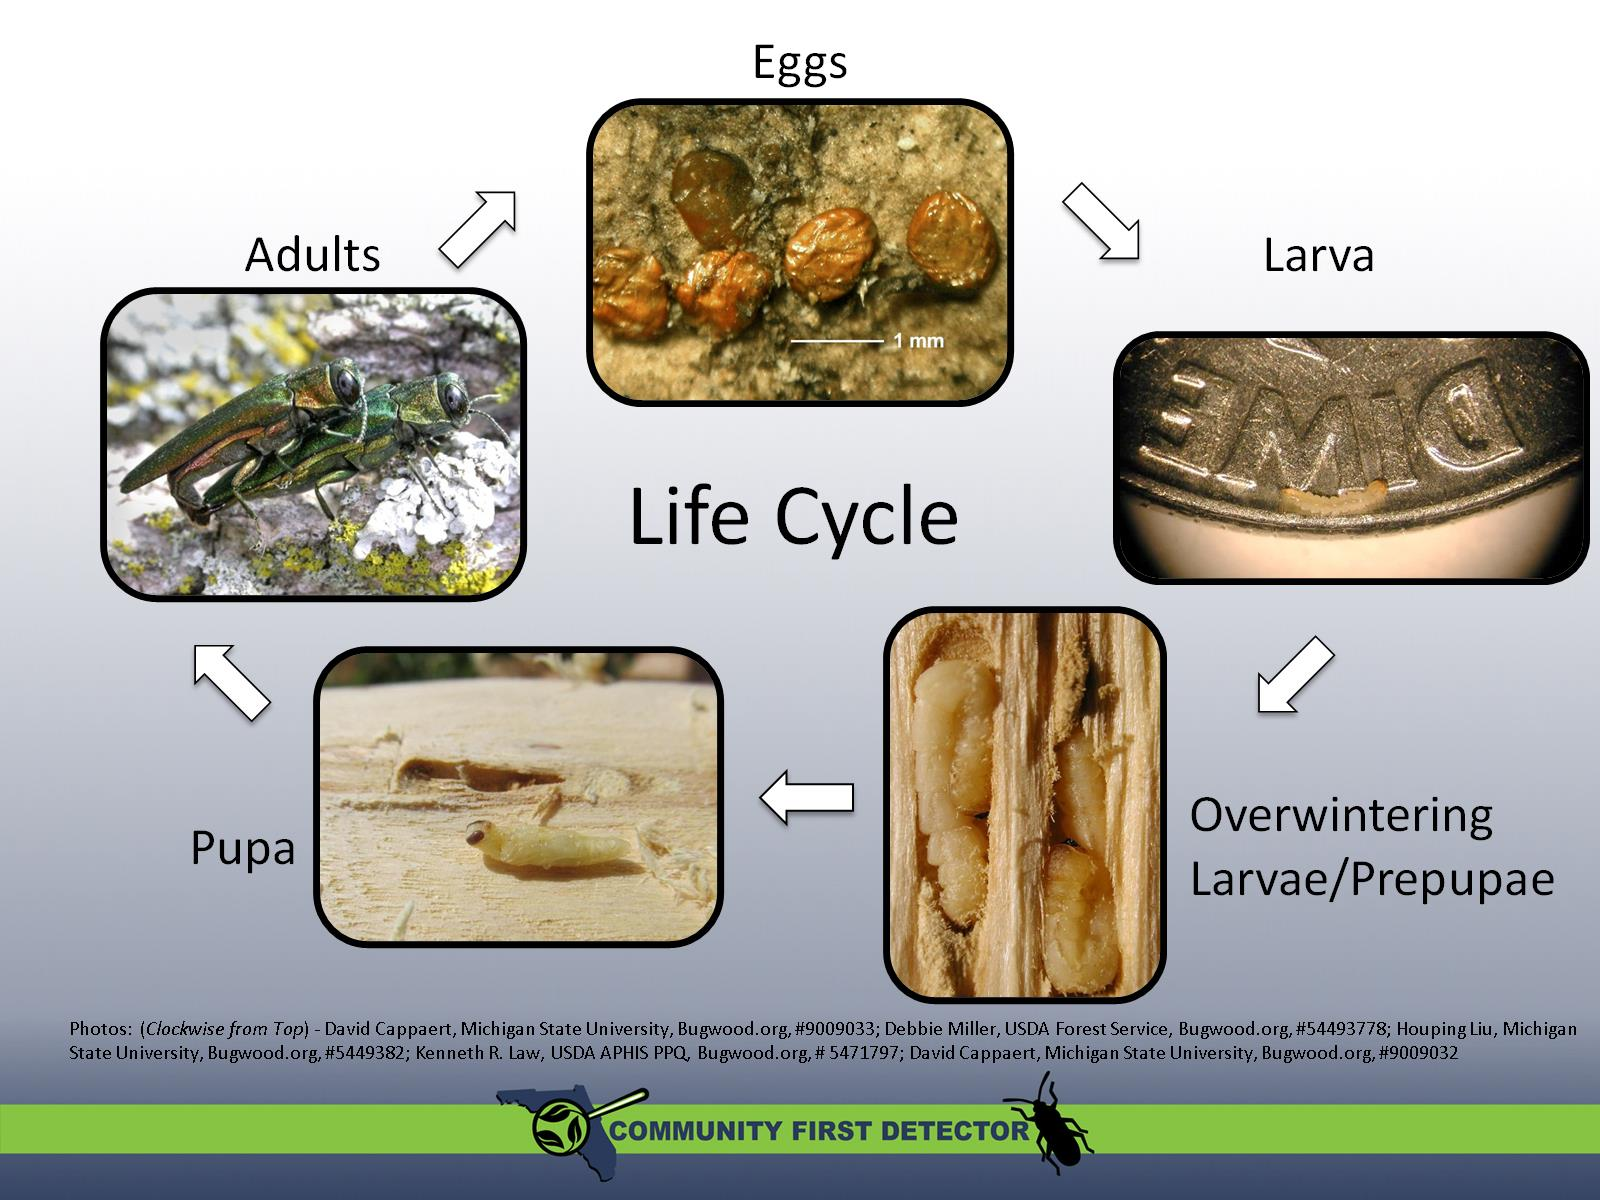 Eggs
Adults
Larva
1 mm
DIME
Life Cycle
Overwintering
Larvae/Prepupae
Pupa
Photos: (Clockwise from Top) - David Cappaert, Michigan State University, Bugwood.org, #9009033; Debbie Miller, USDA Forest Service, Bugwood.org, #54493778; Houping Liu, Michigan
State University, Bugwood.org, #5449382; Kenneth R. Law, USDA APHIS PPQ, Bugwood.org, # 5471797; David Cappaert, Michigan State University, Bugwood.org, #9009032
COMMUNITY FIRST DETECTOR